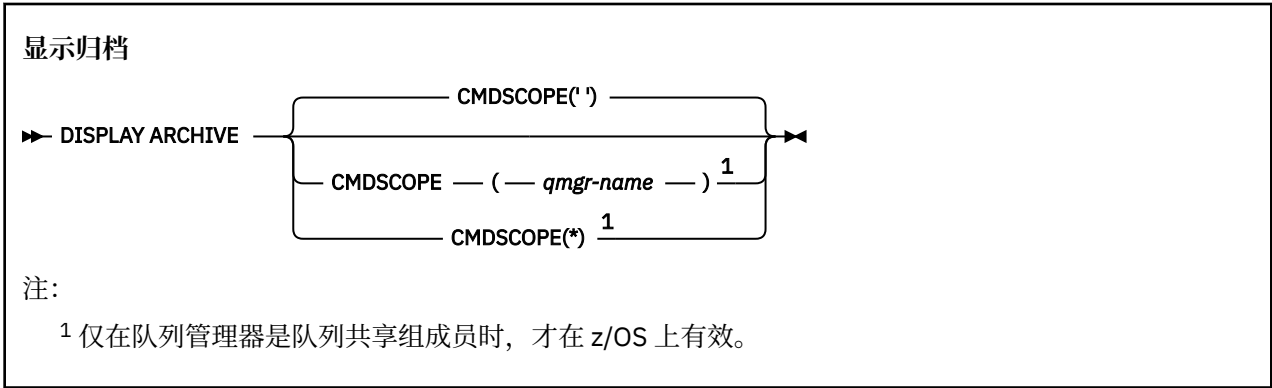 显示归档
CMDSCOPE(' ')
DISPLAY ARCHIVE
CMDSCOPE ( qmgr-name ) 1
CMDSCOPE(*) 1
注：
1 仅在队列管理器是队列共享组成员时，才在 z/OS 上有效。